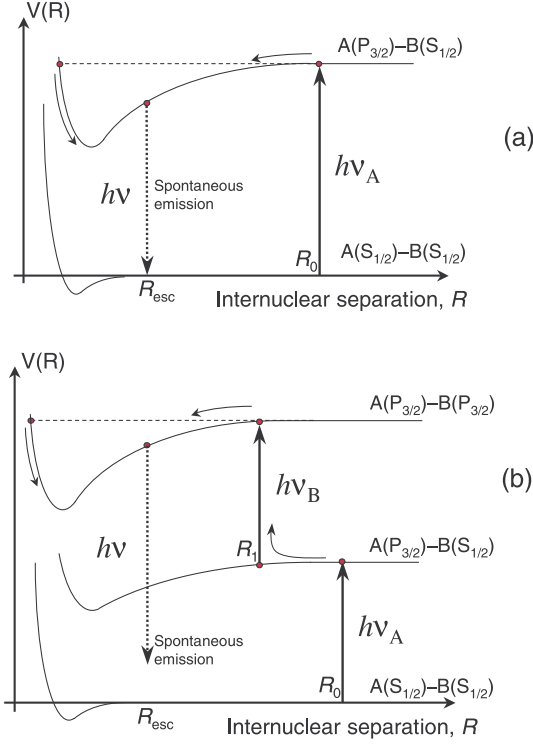 V(R)
A(P3/2)–B(S1/2)
(a)
hν
Spontaneous
emission
hνA
R0
A(S1/2)–B(S1/2)
Resc
Internuclear separation, R
V(R)
A(P3/2)–B(P3/2)
(b)
hνB
hν
R1
A(P3/2)–B(S1/2)
hνA
Spontaneous
emission
R0
A(S1/2)–B(S1/2)
Resc
Internuclear separation, R